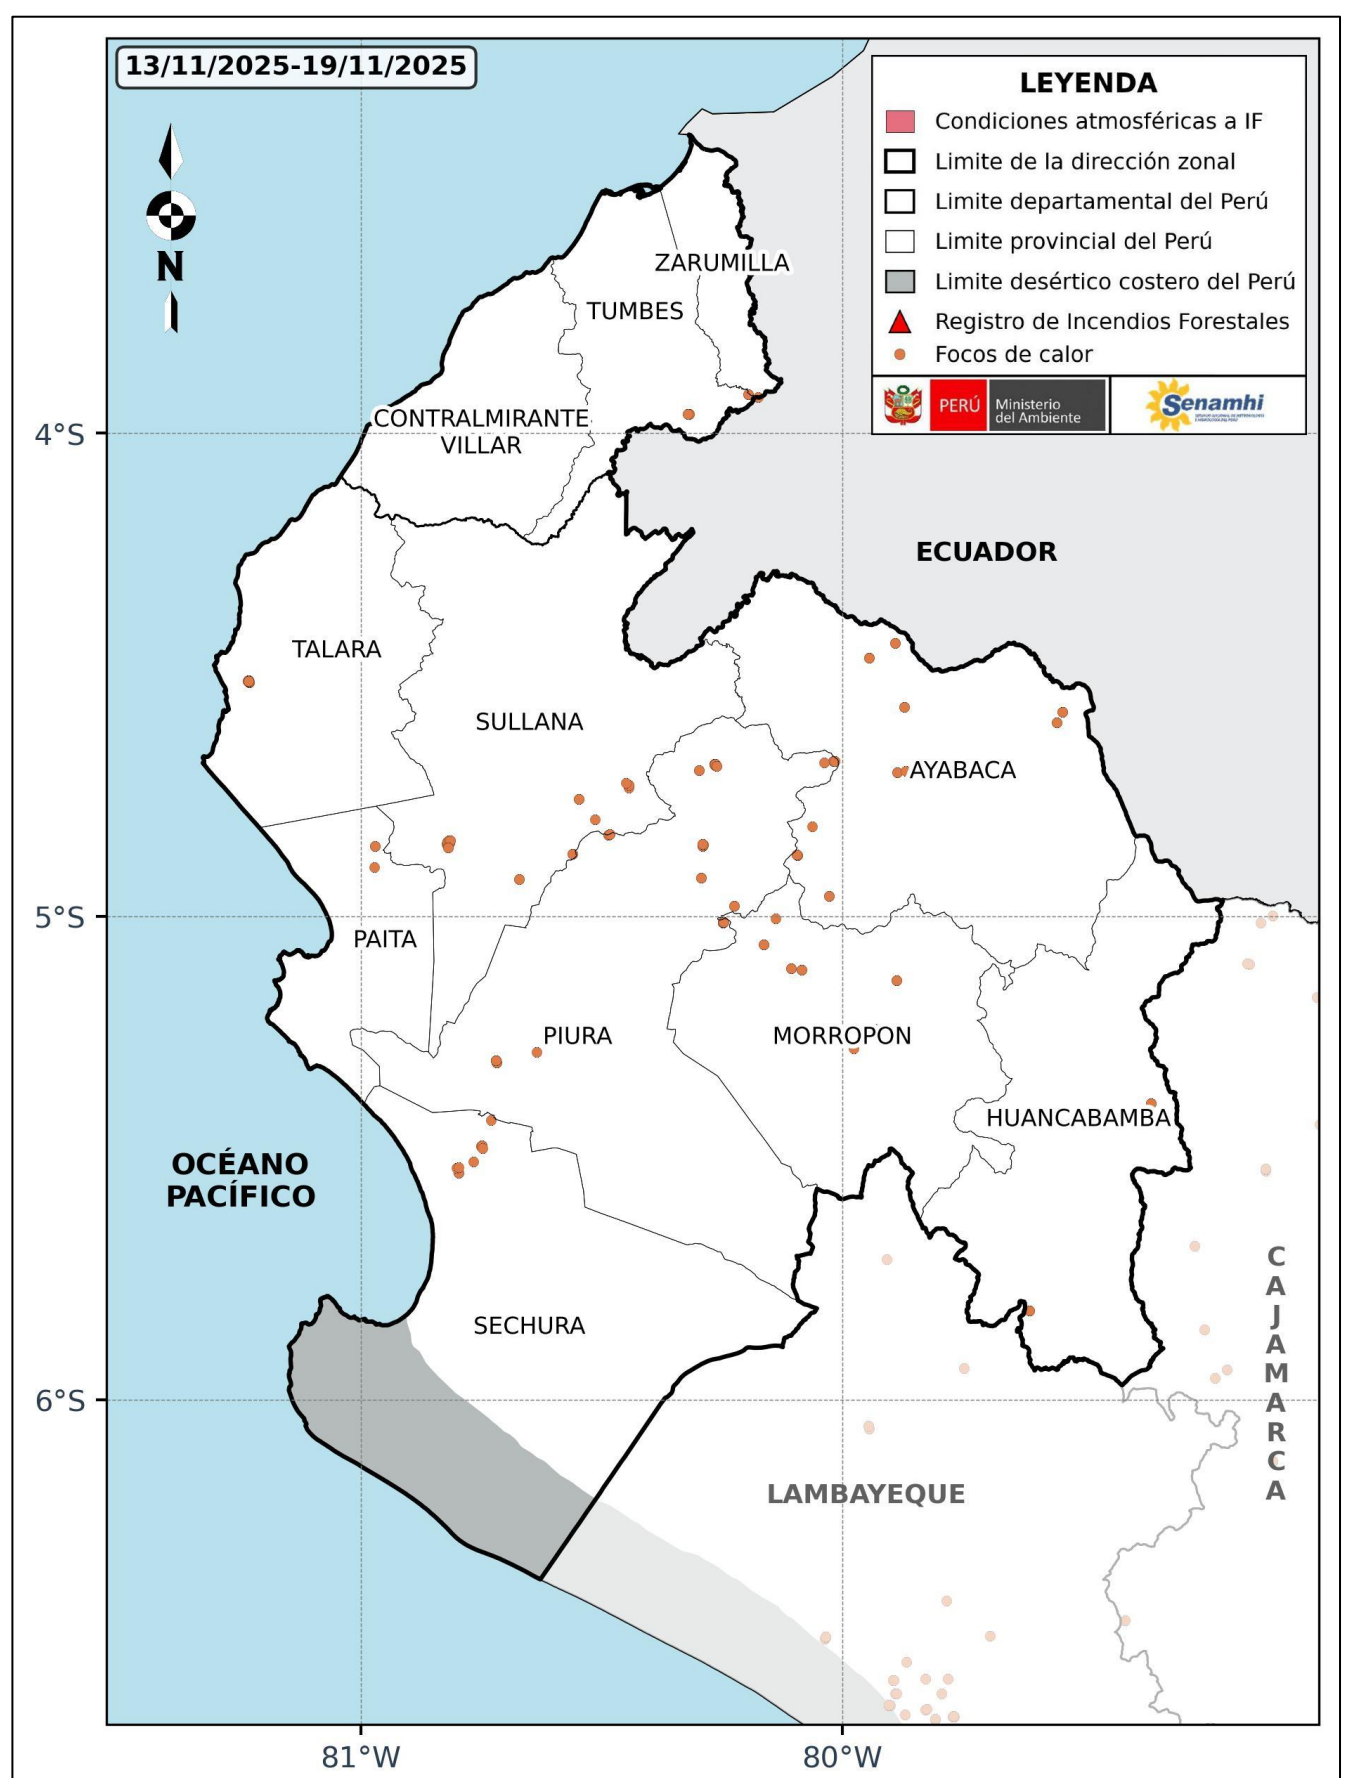 13/11/2025-19/11/2025
LEYENDA
Condiciones atmosféricas a IF
Limite de la dirección zonal
Limite departamental del Perú
Limite provincial del Perú
Limite desértico costero del Perú
Registro de Incendios Forestales
Focos de calor
PERÚ
Ministerio
del Ambiente
Senamhi
N
ZARUMILLA
TUMBES
CONTRALMIRANTE
VILLAR
4°S
ECUADOR
TALARA
SULLANA
AYABACA
5°S
PAITA
PIURA
MORROPON
HUANCABAMBA
OCÉANO
PACÍFICO
SECHURA
CAJAMARCA
6°S
LAMBAYEQUE
81°W
80°W